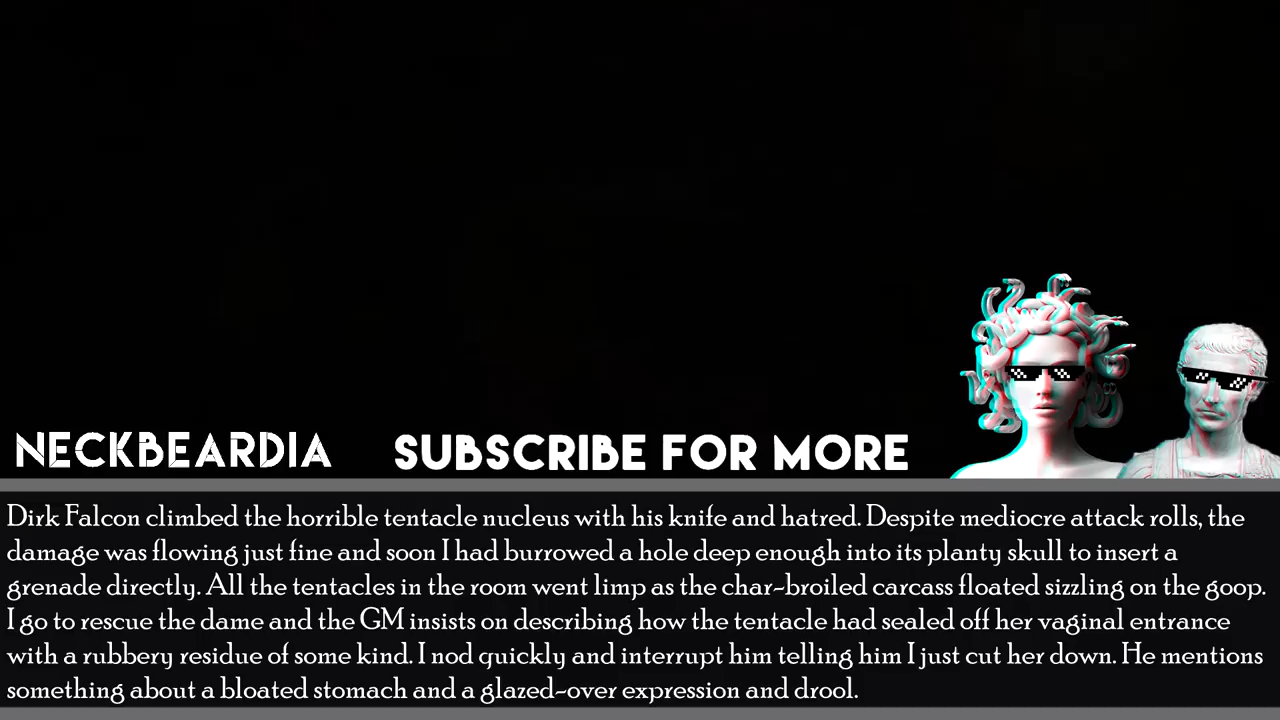 NECKBEARDIA SUBSCRIBE FOR MORE
Dirk Falcon climbed the horrible tentacle nucleus with his knife and hatred. Despite mediocre attack rolls, the
damage was flowing just fine and soon I had burrowed a hole deep enough into its planty skull to insert a
grenade directly. All the tentacles in the room went limp as the char-broiled carcass floated sizzling on the goop.
I go to rescue the dame and the GM insists on describing how the tentacle had sealed off her vaginal entrance
with a rubbery residue of some kind. I nod quickly and interrupt him telling him I just cut her down. He mentions
something about a bloated stomach and a glazed-over expression and drool.